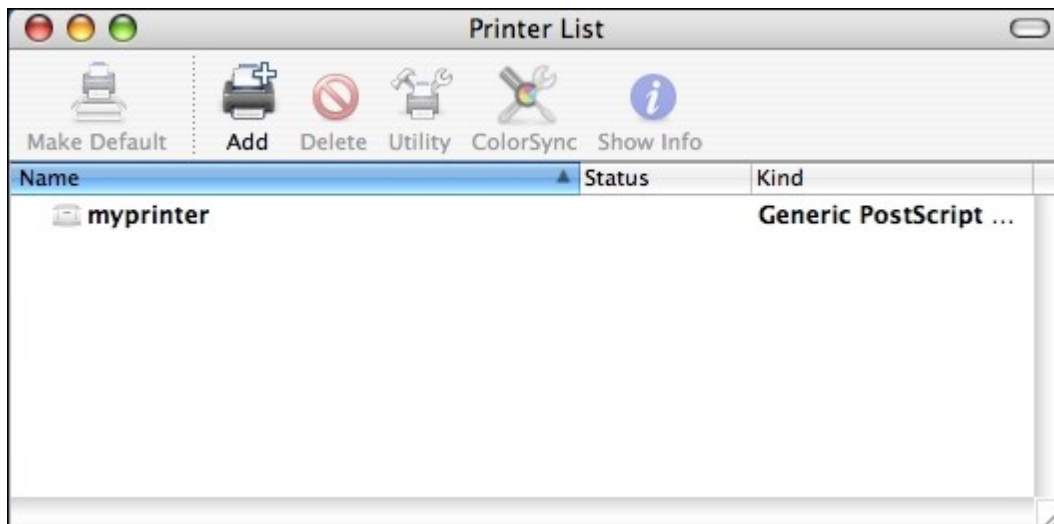 Printer List
Make Default Add Delete Utility ColorSync Show Info
Name Status Kind
myprinter Generic PostScript ...